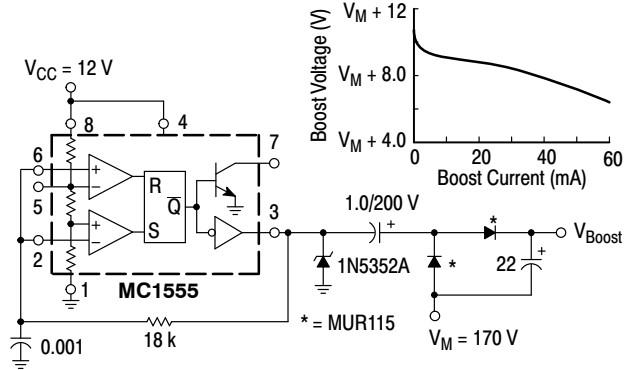 V_M + 12
V_M + 8.0
V_M + 4.0
Boost Voltage (V)
0
20
40
60
Boost Current (mA)
V_CC = 12 V
8
4
7
6
5
2
3
1
+
−
+
−
R
Q̅
S
MC1555
1.0/200 V
+
1N5352A
*
*
+
22
V_Boost
* = MUR115
V_M = 170 V
18 k
0.001